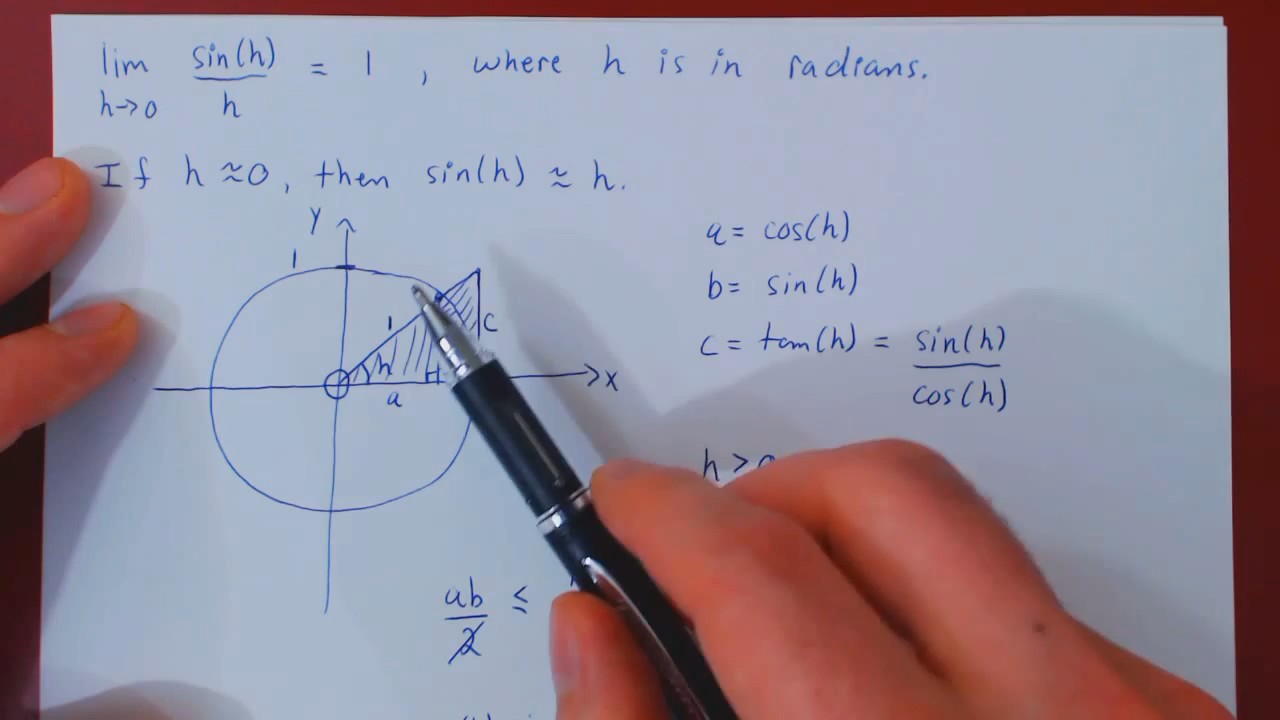 lim sin(h)/h = 1 , where h is in radians.
h→0
If h ≈ 0, then sin(h) ≈ h.
y
1
1
c
h
a
x
a = cos(h)
b = sin(h)
c = tan(h) = sin(h)/cos(h)
h >
ab/2 ≤